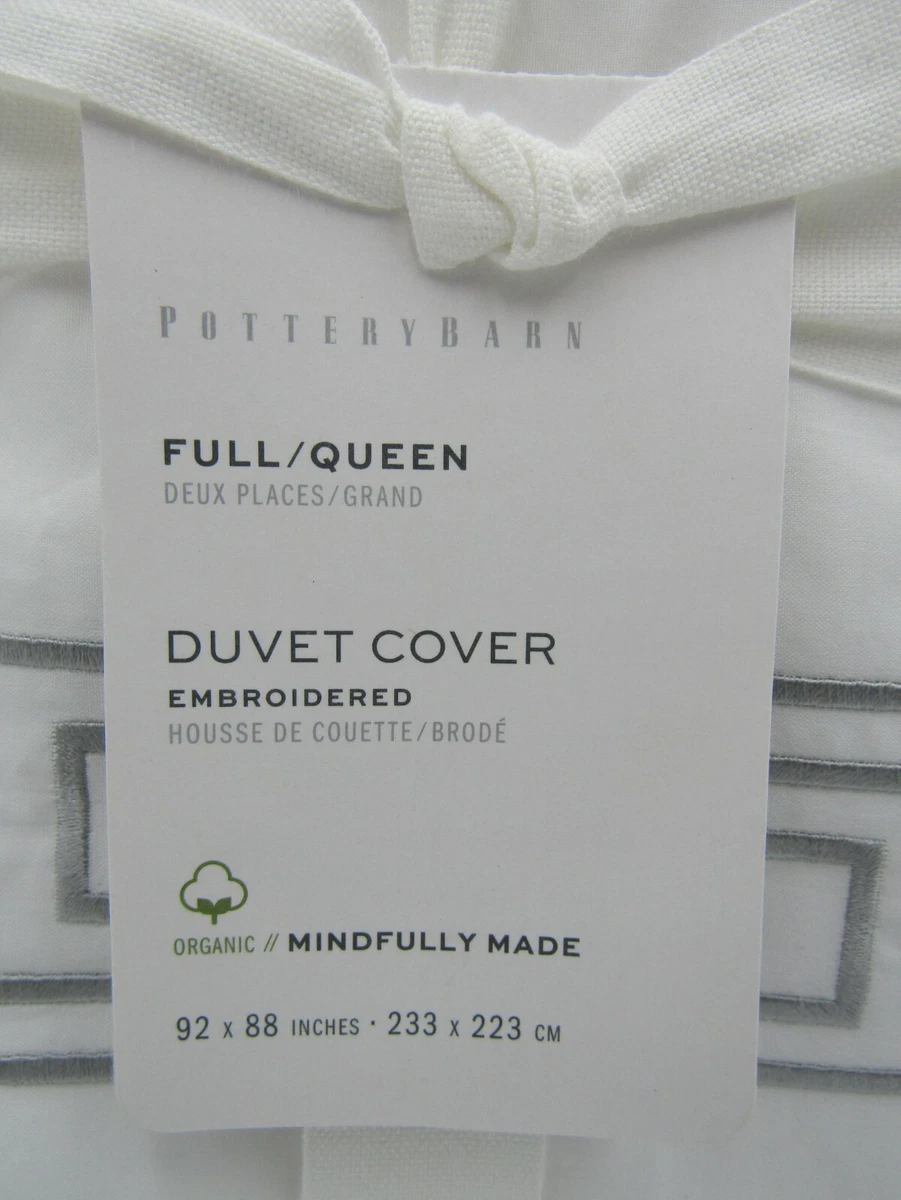 POTTERYBARN
FULL/QUEEN
DEUX PLACES/GRAND
DUVET COVER
EMBROIDERED
HOUSSE DE COUETTE/BRODÉ
ORGANIC // MINDFULLY MADE
92 X 88 INCHES · 233 X 223 CM